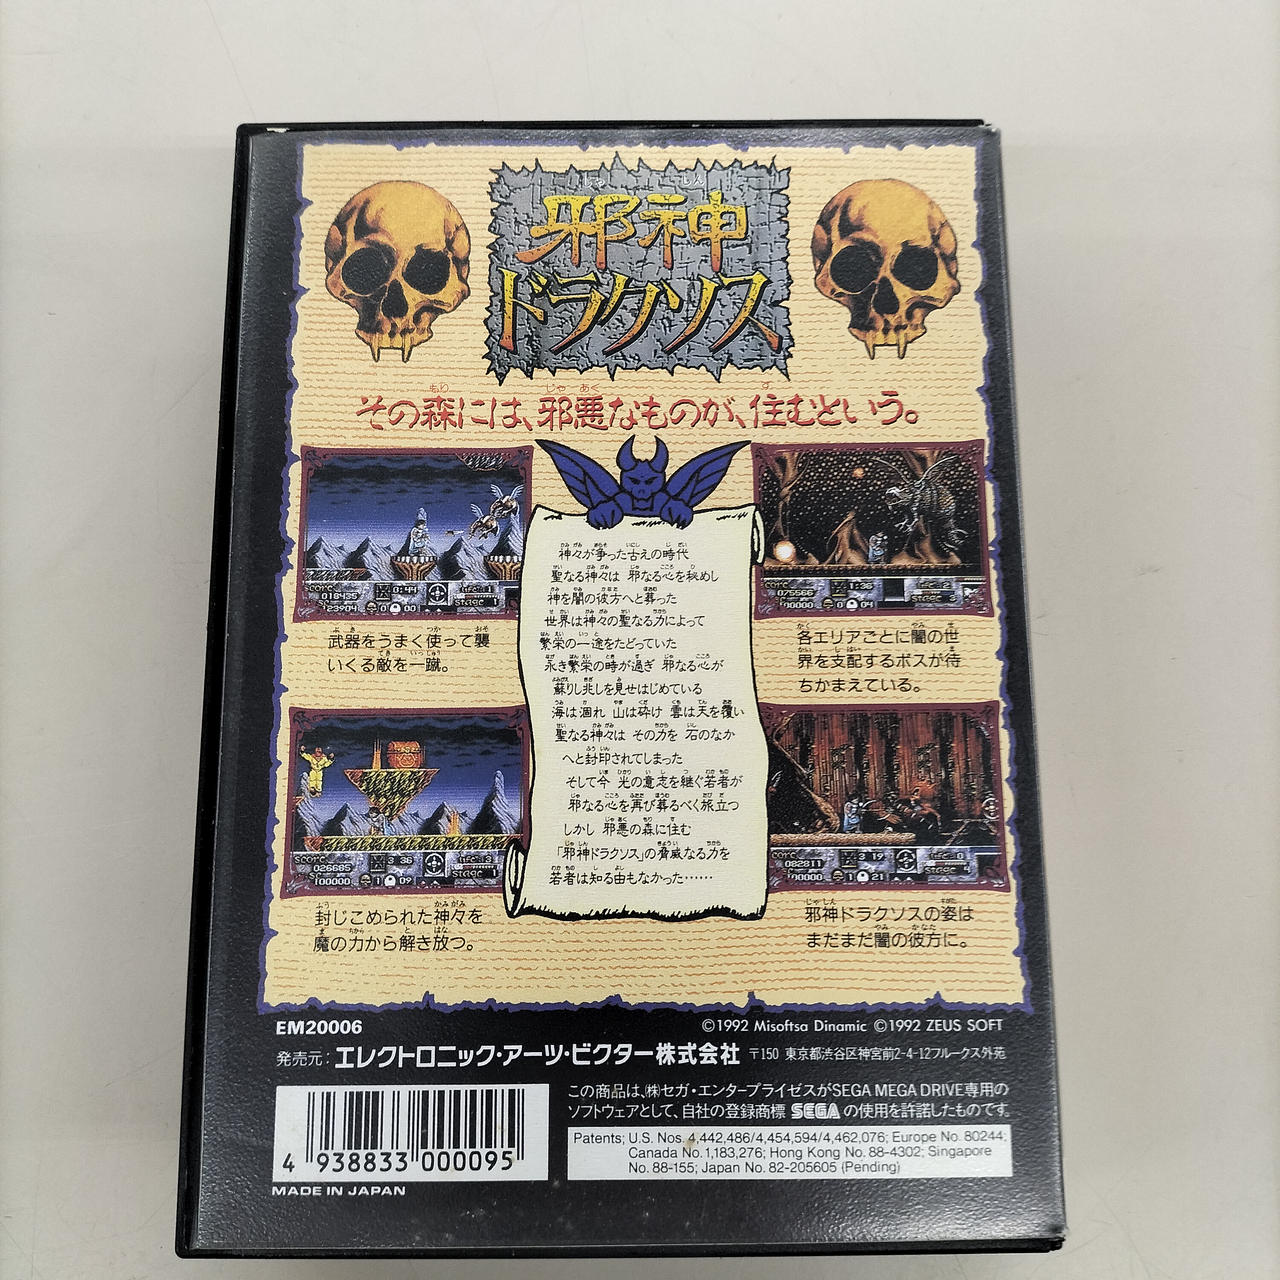 邪神
ドラクソス
その森には、邪悪なものが、住むという。
神々が争った古えの時代
聖なる神々は 邪なる心を秘めし
神を闇の彼方へと葬った
世界は神々の聖なる力によって
繁栄の一途をたどっていた
永き繁栄の時が過ぎ 邪なる心が
蘇りし兆しを見せはじめている
海は涸れ 山は砕け 雲は天を覆い
聖なる神々は その力を 石のなか
へと封印されてしまった
そして今 光の意志を継ぐ若者が
邪なる心を再び葬るべく旅立つ
しかし 邪悪の森に住む
「邪神ドラクソス」の脅威なる力を
若者は知る由もなかった……
武器をうまく使って襲
いくる敵を一蹴。
各エリアごとに闇の世
界を支配するボスが待
ちかまえている。
封じこめられた神々を
魔の力から解き放つ。
邪神ドラクソスの姿は
まだまだ闇の彼方に。
EM20006
©1992 Misoftsa Dinamic ©1992 ZEUS SOFT
発売元:エレクトロニック・アーツ・ビクター株式会社 〒150 東京都渋谷区神宮前2-4-12フルークス外苑
この商品は、(株)セガ・エンタープライゼスがSEGA MEGA DRIVE専用の
ソフトウェアとして、自社の登録商標 SEGA の使用を許諾したものです。
Patents; U.S. Nos. 4,442,486/4,454,594/4,462,076; Europe No. 80244;
Canada No. 1,183,276; Hong Kong No. 88-4302; Singapore
No. 88-155; Japan No. 82-205605 (Pending)
4 938833 000095
MADE IN JAPAN